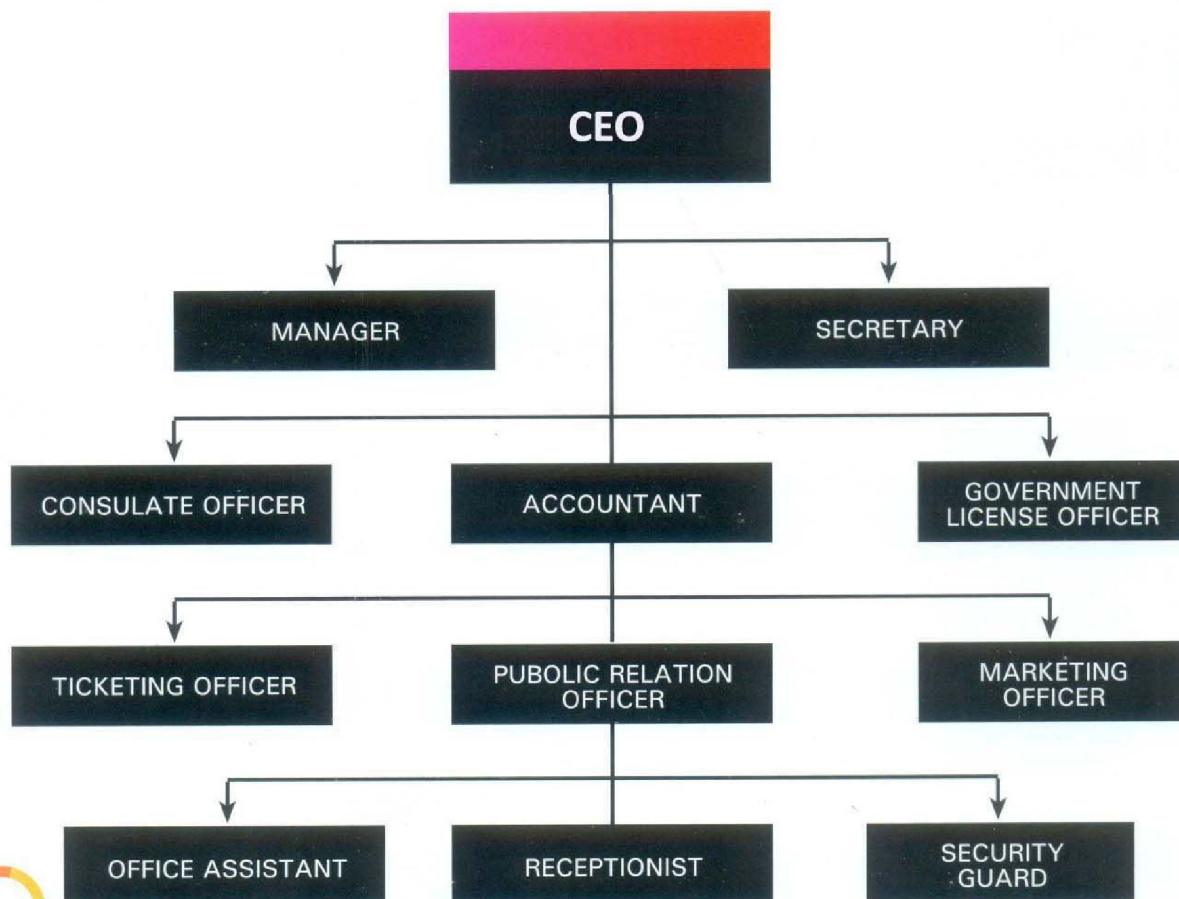 CEO
MANAGER
SECRETARY
CONSULATE OFFICER
ACCOUNTANT
GOVERNMENT
LICENSE OFFICER
TICKETING OFFICER
PUBOLIC RELATION
OFFICER
MARKETING
OFFICER
OFFICE ASSISTANT
RECEPTIONIST
SECURITY
GUARD